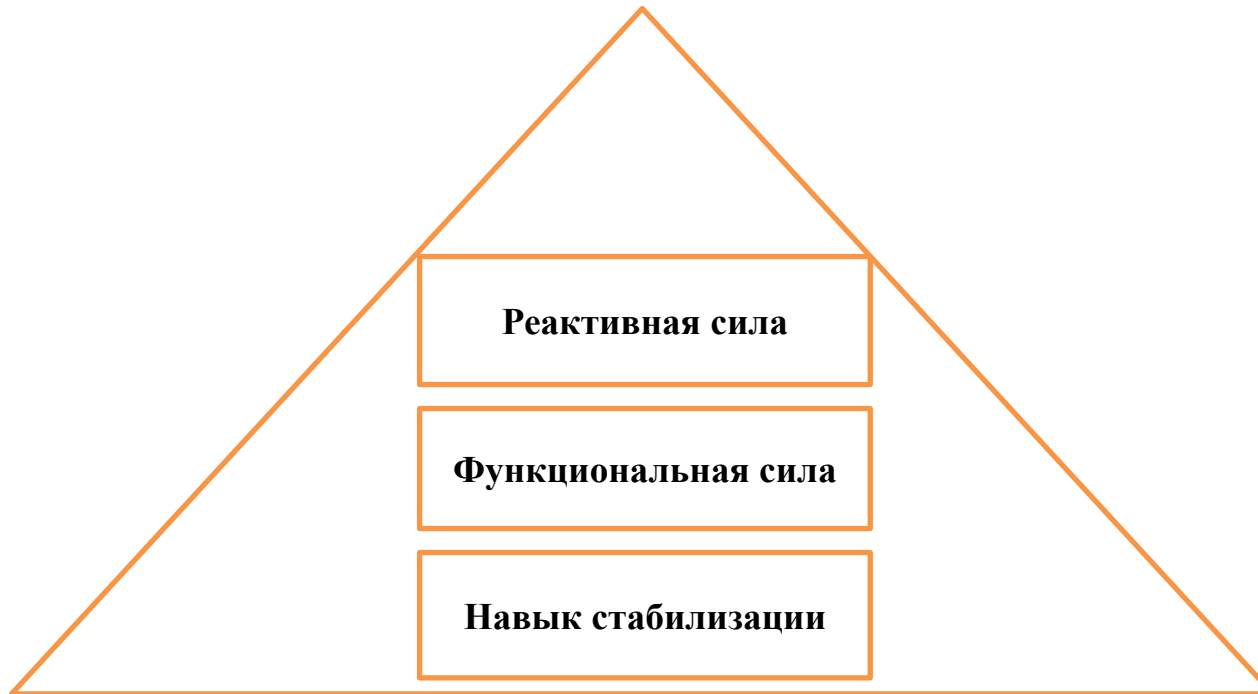 Реактивная сила
Функциональная сила
Навык стабилизации